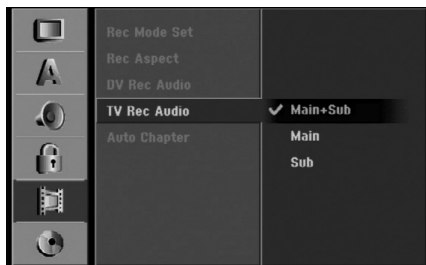 Rec Mode Set
Rec Aspect
DV Rec Audio
TV Rec Audio
✔ Main+Sub
Auto Chapter
Main
Sub